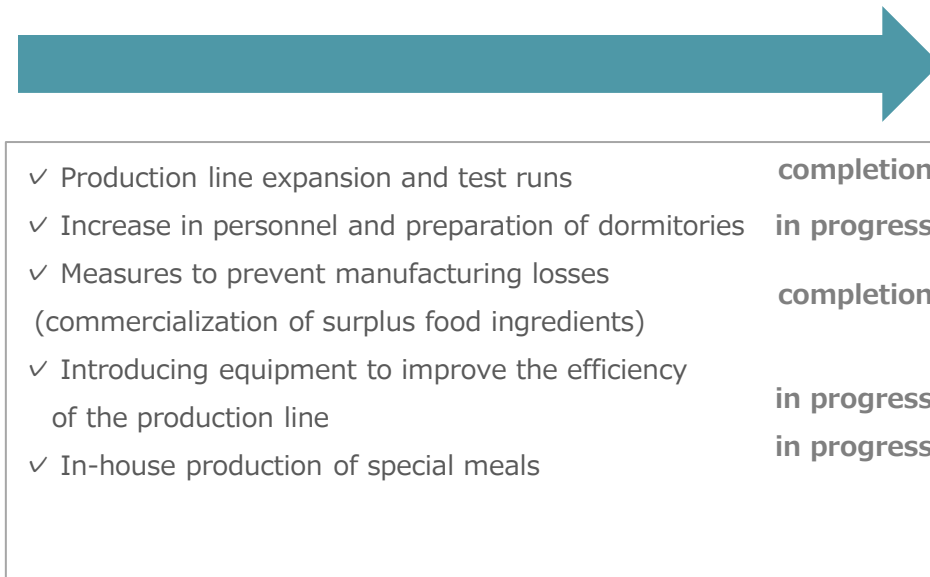 ✓ Production line expansion and test runs completion
✓ Increase in personnel and preparation of dormitories in progress
✓ Measures to prevent manufacturing losses
completion
(commercialization of surplus food ingredients)
✓ Introducing equipment to improve the efficiency
of the production line in progress
✓ In-house production of special meals in progress